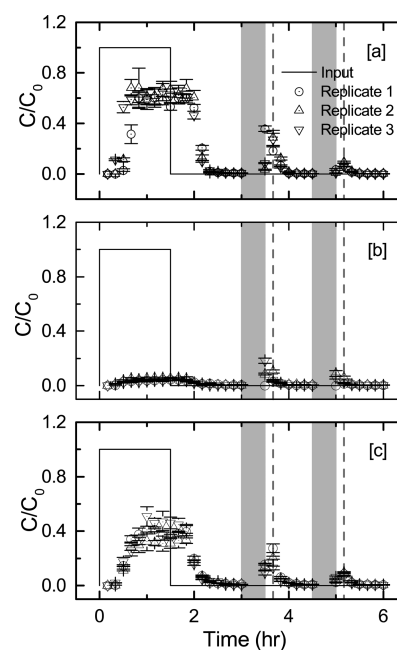 1.2
[a]
Input
Replicate 1
Replicate 2
Replicate 3
0.8
0.4
0.0
C/C0
1.2
[b]
0.8
0.4
0.0
C/C0
1.2
[c]
0.8
0.4
0.0
C/C0
0 2 4 6
Time (hr)